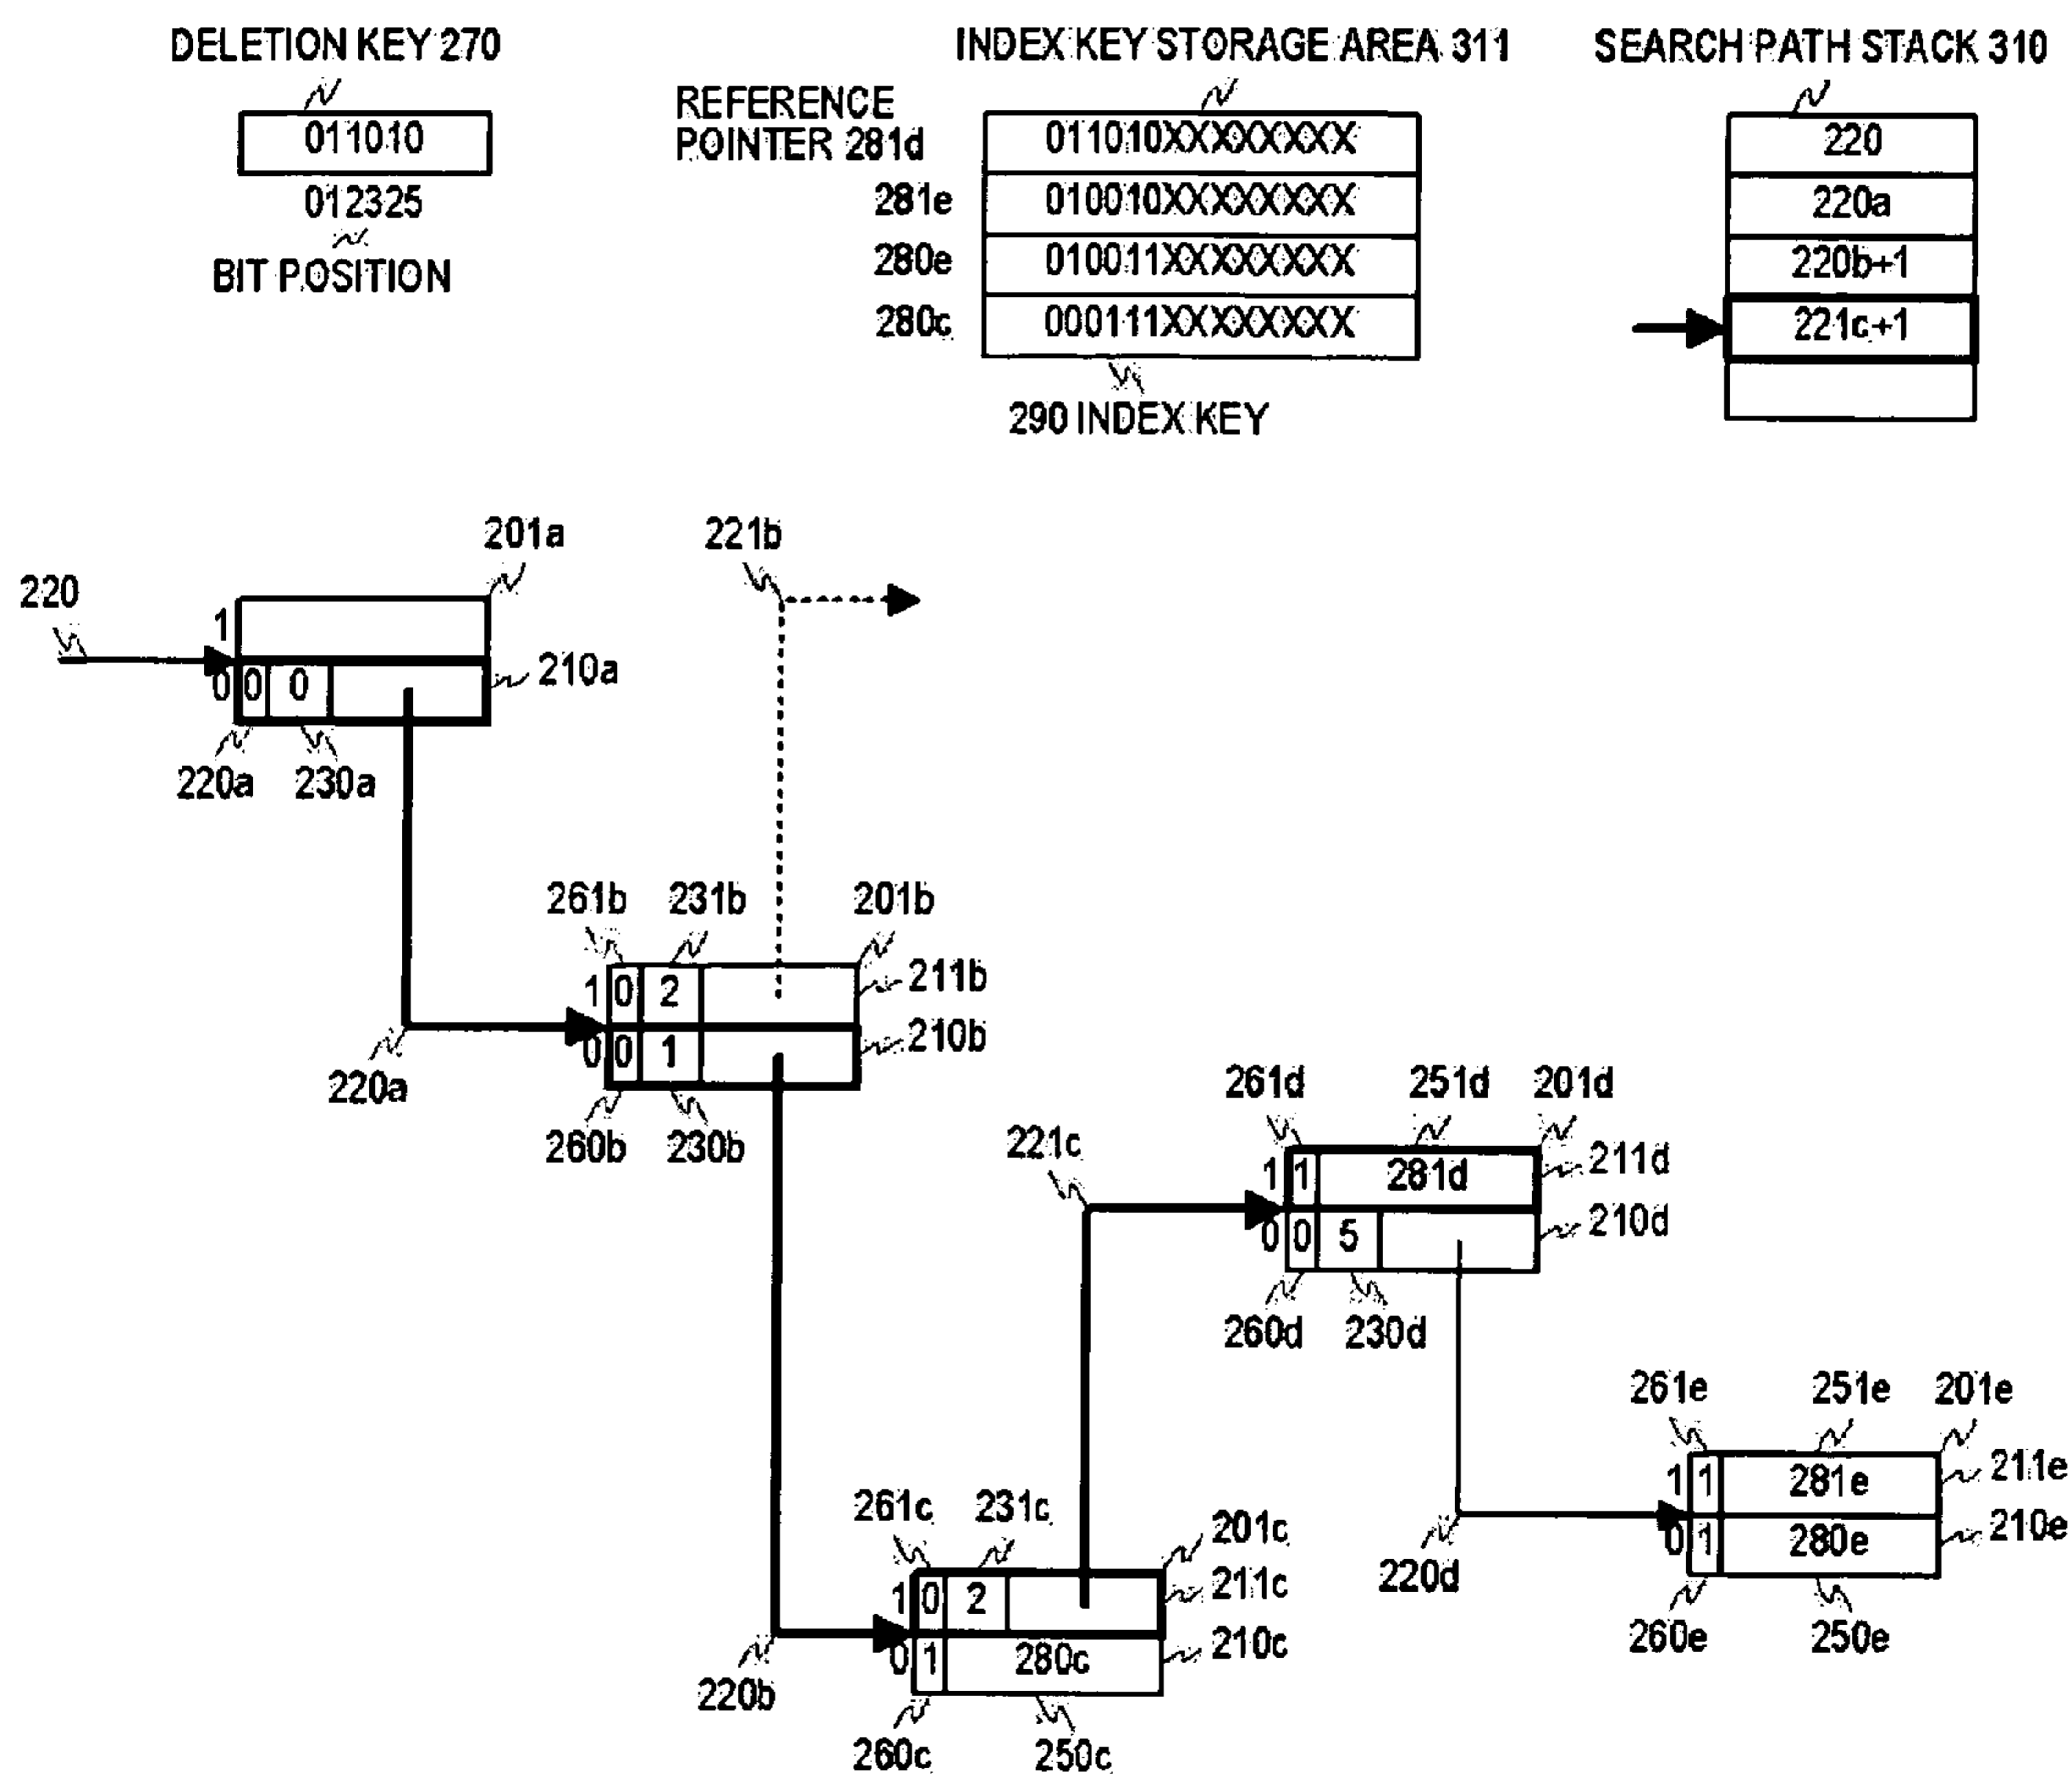 DELETION KEY 270
011010
012325
BIT POSITION
REFERENCE
POINTER 281d
281e
280e
280c
INDEX KEY STORAGE AREA 311
011010XXXXXXXX
010010XXXXXXXX
010011XXXXXXXX
000111XXXXXXXX
290 INDEX KEY
SEARCH PATH STACK 310
220
220a
220b+1
221c+1
201a
221b
220
1
210a
0 0 0
220a 230a
261b 231b 201b
1 0 2
211b
0 0 1
210b
220a
260b 230b
261d 251d 201d
221c
1 1 281d
211d
0 0 5
210d
260d 230d
261e 251e 201e
1 1 281e
211e
0 1 280e
210e
220d
260e 250e
261c 231c 201c
1 0 2
211c
0 1 280c
210c
220b
260c 250c